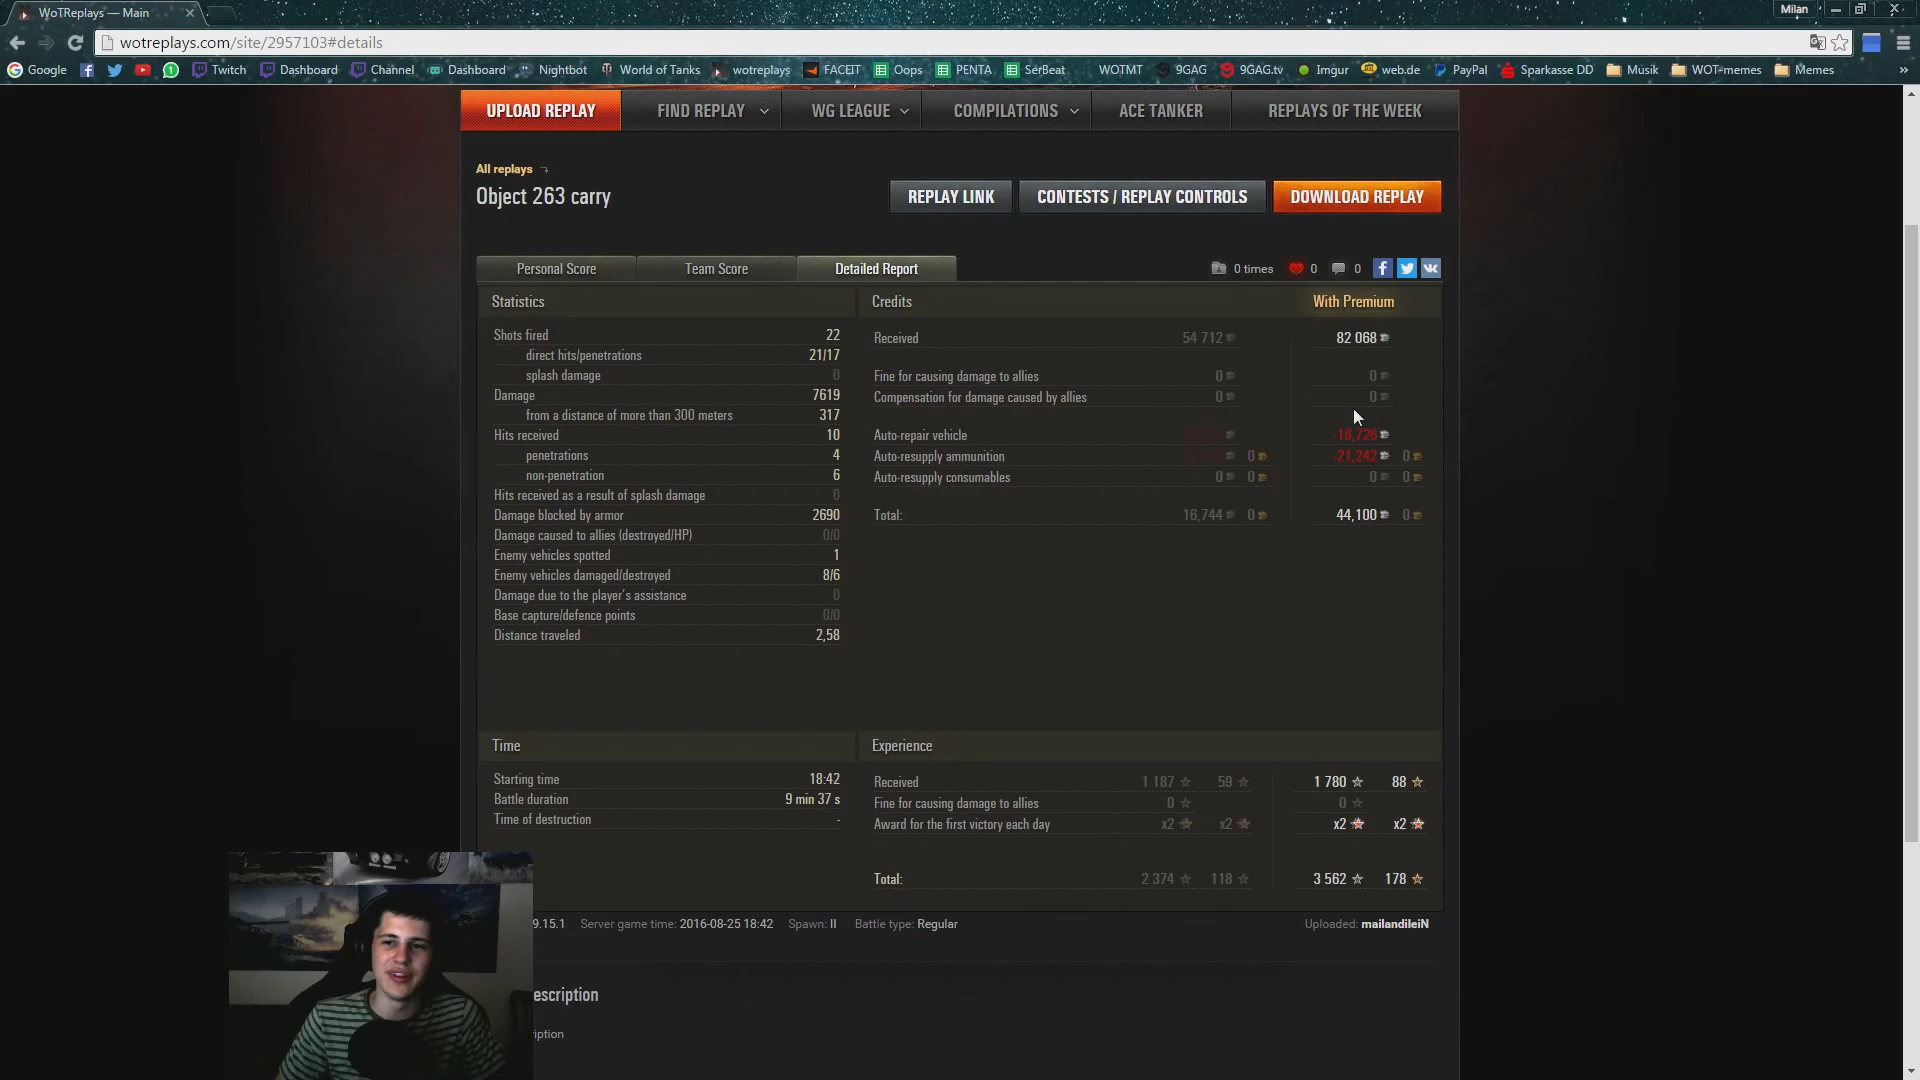 WoTReplays — Main
Milan
wotreplays.com/site/2957103#details
Google Twitch Dashboard Channel Dashboard Nightbot World of Tanks wotreplays FACEIT Oops PENTA SerBeat WOTMT 9GAG 9GAG.tv Imgur web.de PayPal Sparkasse DD Musik WOT-memes Memes »
UPLOAD REPLAY FIND REPLAY WG LEAGUE COMPILATIONS ACE TANKER REPLAYS OF THE WEEK
All replays
Object 263 carry
REPLAY LINK CONTESTS / REPLAY CONTROLS DOWNLOAD REPLAY
Personal Score Team Score Detailed Report 0 times 0 0
Statistics Credits With Premium
Shots fired 22
direct hits/penetrations 21/17
splash damage 0
Damage 7619
from a distance of more than 300 meters 317
Hits received 10
penetrations 4
non-penetration 6
Hits received as a result of splash damage 0
Damage blocked by armor 2690
Damage caused to allies (destroyed/HP) 0/0
Enemy vehicles spotted 1
Enemy vehicles damaged/destroyed 8/6
Damage due to the player's assistance 0
Base capture/defence points 0/0
Distance traveled 2,58
Received 54 712 82 068
Fine for causing damage to allies 0 0
Compensation for damage caused by allies 0 0
Auto-repair vehicle -16,726
Auto-resupply ammunition 0 -21,242 0
Auto-resupply consumables 0 0 0 0
Total: 16,744 0 44,100 0
Time
Starting time 18:42
Battle duration 9 min 37 s
Time of destruction -
Experience
Received 1 187 59 1 780 88
Fine for causing damage to allies 0 0
Award for the first victory each day x2 x2 x2 x2
Total: 2 374 118 3 562 178
9.15.1 Server game time: 2016-08-25 18:42 Spawn: II Battle type: Regular Uploaded: mailandileiN
escription
iption